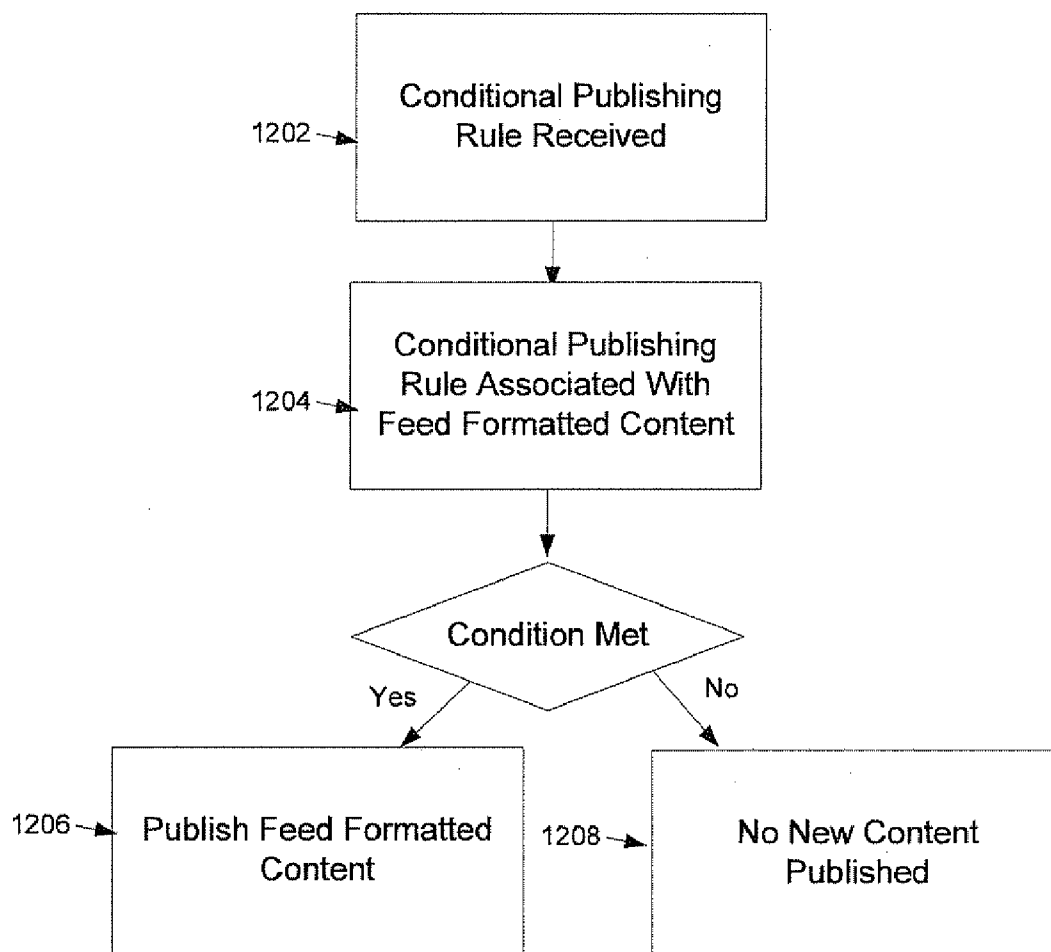 Conditional Publishing
Rule Received
1202
Conditional Publishing
Rule Associated With
Feed Formatted Content
1204
Condition Met
Yes
No
1206
Publish Feed Formatted
Content
1208
No New Content
Published